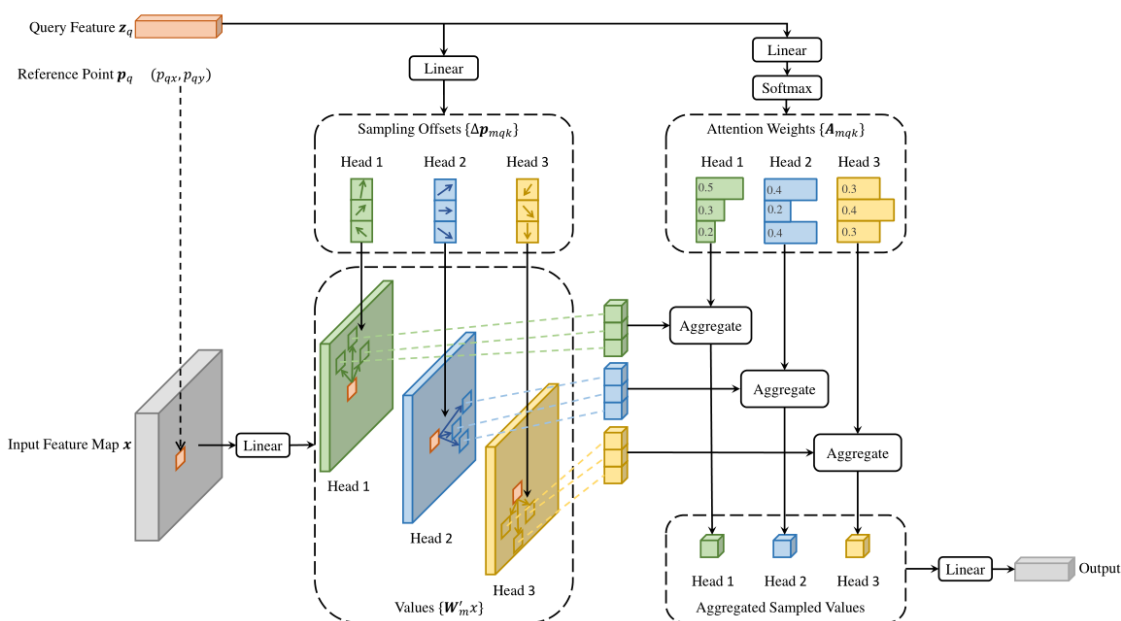 Query Feature z_q
Linear
Linear
Reference Point p_q (p_qx, p_qy)
Softmax
Sampling Offsets {Δp_mqk}
Attention Weights {A_mqk}
Head 1 Head 2 Head 3
Head 1 Head 2 Head 3
0.5 0.4 0.3
0.3 0.2 0.4
0.2 0.4 0.3
Aggregate
Aggregate
Aggregate
Input Feature Map x
Linear
Head 1
Head 2
Head 3
Values {W'_m x}
Head 1 Head 2 Head 3
Aggregated Sampled Values
Linear
Output